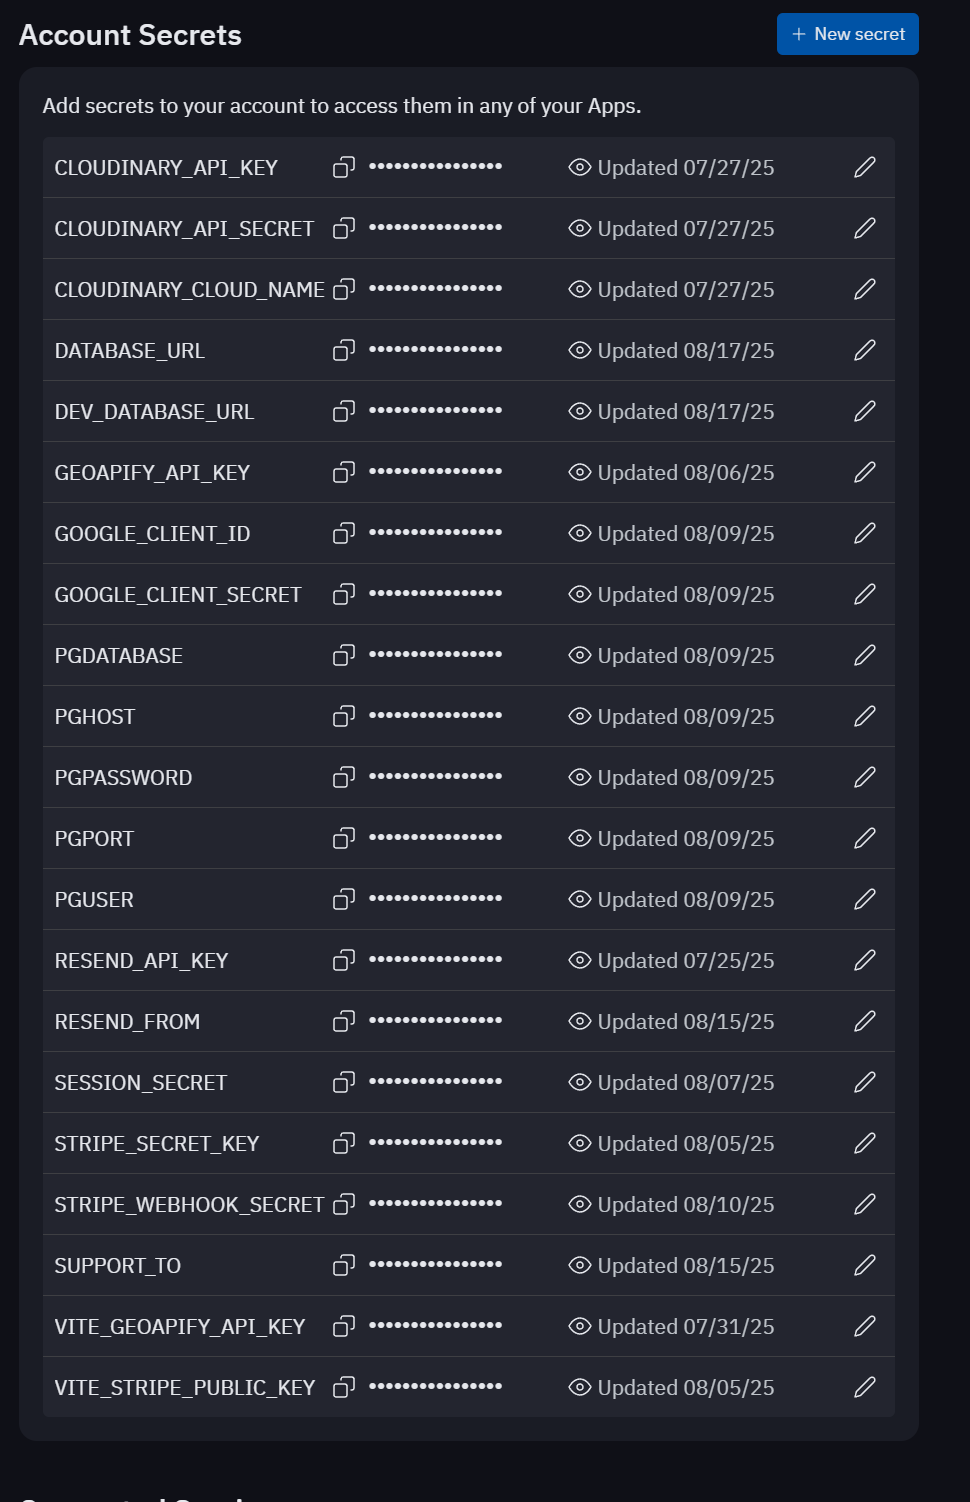 Account Secrets
+ New secret
Add secrets to your account to access them in any of your Apps.
CLOUDINARY_API_KEY •••••••••••••••• Updated 07/27/25
CLOUDINARY_API_SECRET •••••••••••••••• Updated 07/27/25
CLOUDINARY_CLOUD_NAME •••••••••••••••• Updated 07/27/25
DATABASE_URL •••••••••••••••• Updated 08/17/25
DEV_DATABASE_URL •••••••••••••••• Updated 08/17/25
GEOAPIFY_API_KEY •••••••••••••••• Updated 08/06/25
GOOGLE_CLIENT_ID •••••••••••••••• Updated 08/09/25
GOOGLE_CLIENT_SECRET •••••••••••••••• Updated 08/09/25
PGDATABASE •••••••••••••••• Updated 08/09/25
PGHOST •••••••••••••••• Updated 08/09/25
PGPASSWORD •••••••••••••••• Updated 08/09/25
PGPORT •••••••••••••••• Updated 08/09/25
PGUSER •••••••••••••••• Updated 08/09/25
RESEND_API_KEY •••••••••••••••• Updated 07/25/25
RESEND_FROM •••••••••••••••• Updated 08/15/25
SESSION_SECRET •••••••••••••••• Updated 08/07/25
STRIPE_SECRET_KEY •••••••••••••••• Updated 08/05/25
STRIPE_WEBHOOK_SECRET •••••••••••••••• Updated 08/10/25
SUPPORT_TO •••••••••••••••• Updated 08/15/25
VITE_GEOAPIFY_API_KEY •••••••••••••••• Updated 07/31/25
VITE_STRIPE_PUBLIC_KEY •••••••••••••••• Updated 08/05/25